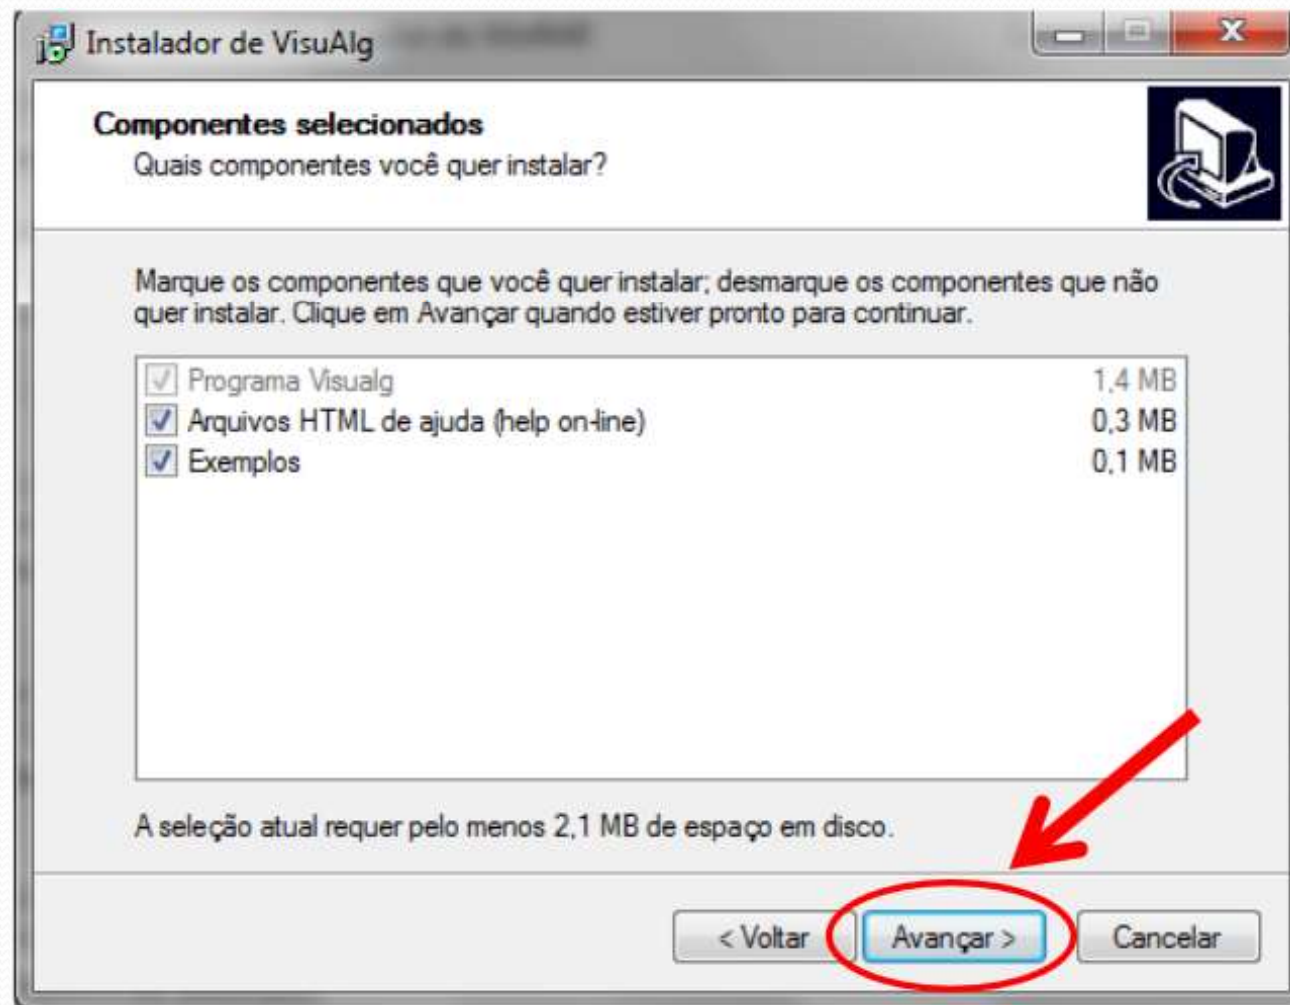 Instalador de VisuAlg
Componentes selecionados
Quais componentes você quer instalar?
Marque os componentes que você quer instalar; desmarque os componentes que não
quer instalar. Clique em Avançar quando estiver pronto para continuar.
Programa Visualg 1,4 MB
Arquivos HTML de ajuda (help on-line) 0,3 MB
Exemplos 0,1 MB
A seleção atual requer pelo menos 2,1 MB de espaço em disco.
< Voltar Avançar > Cancelar